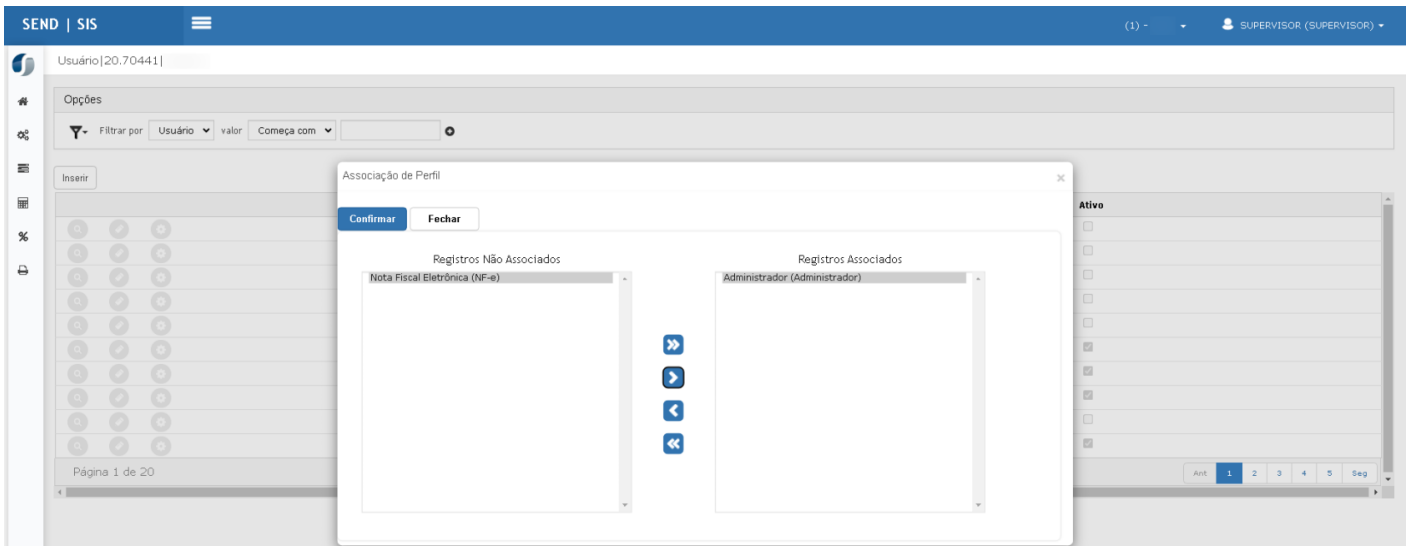 SEND | SIS
(1) -
SUPERVISOR (SUPERVISOR)
Usuário|20.70441|
Opções
Filtrar por Usuário valor Começa com
Inserir
Associação de Perfil
×
Ativo
Confirmar Fechar
Registros Não Associados Registros Associados
Nota Fiscal Eletrônica (NF-e) Administrador (Administrador)
Página 1 de 20
Ant 1 2 3 4 5 Seg